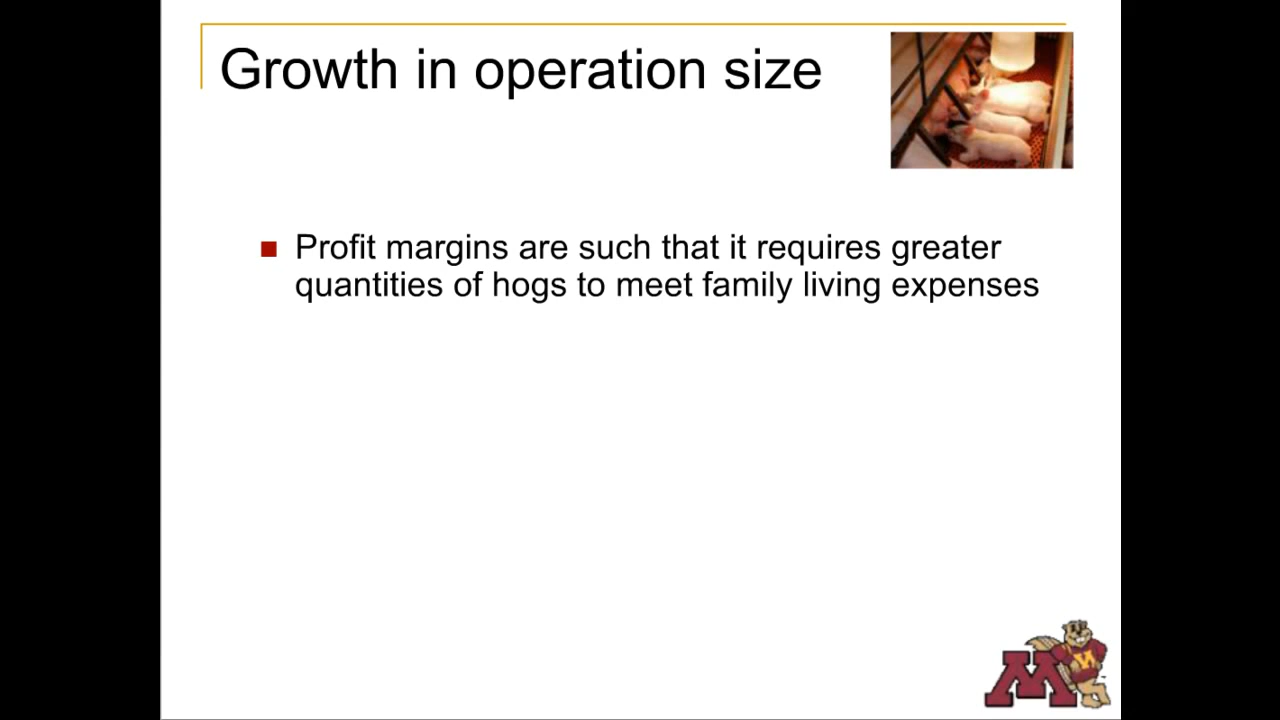 Growth in operation size
Profit margins are such that it requires greater
quantities of hogs to meet family living expenses
M